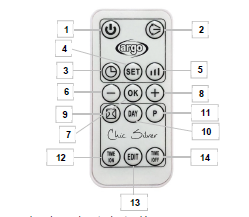 1
2
argo
4
3
SET
5
6
OK
8
9
DAY
P
11
7
10
Chic Silver
12
TIME ON
EDIT
TIME OFF
14
13